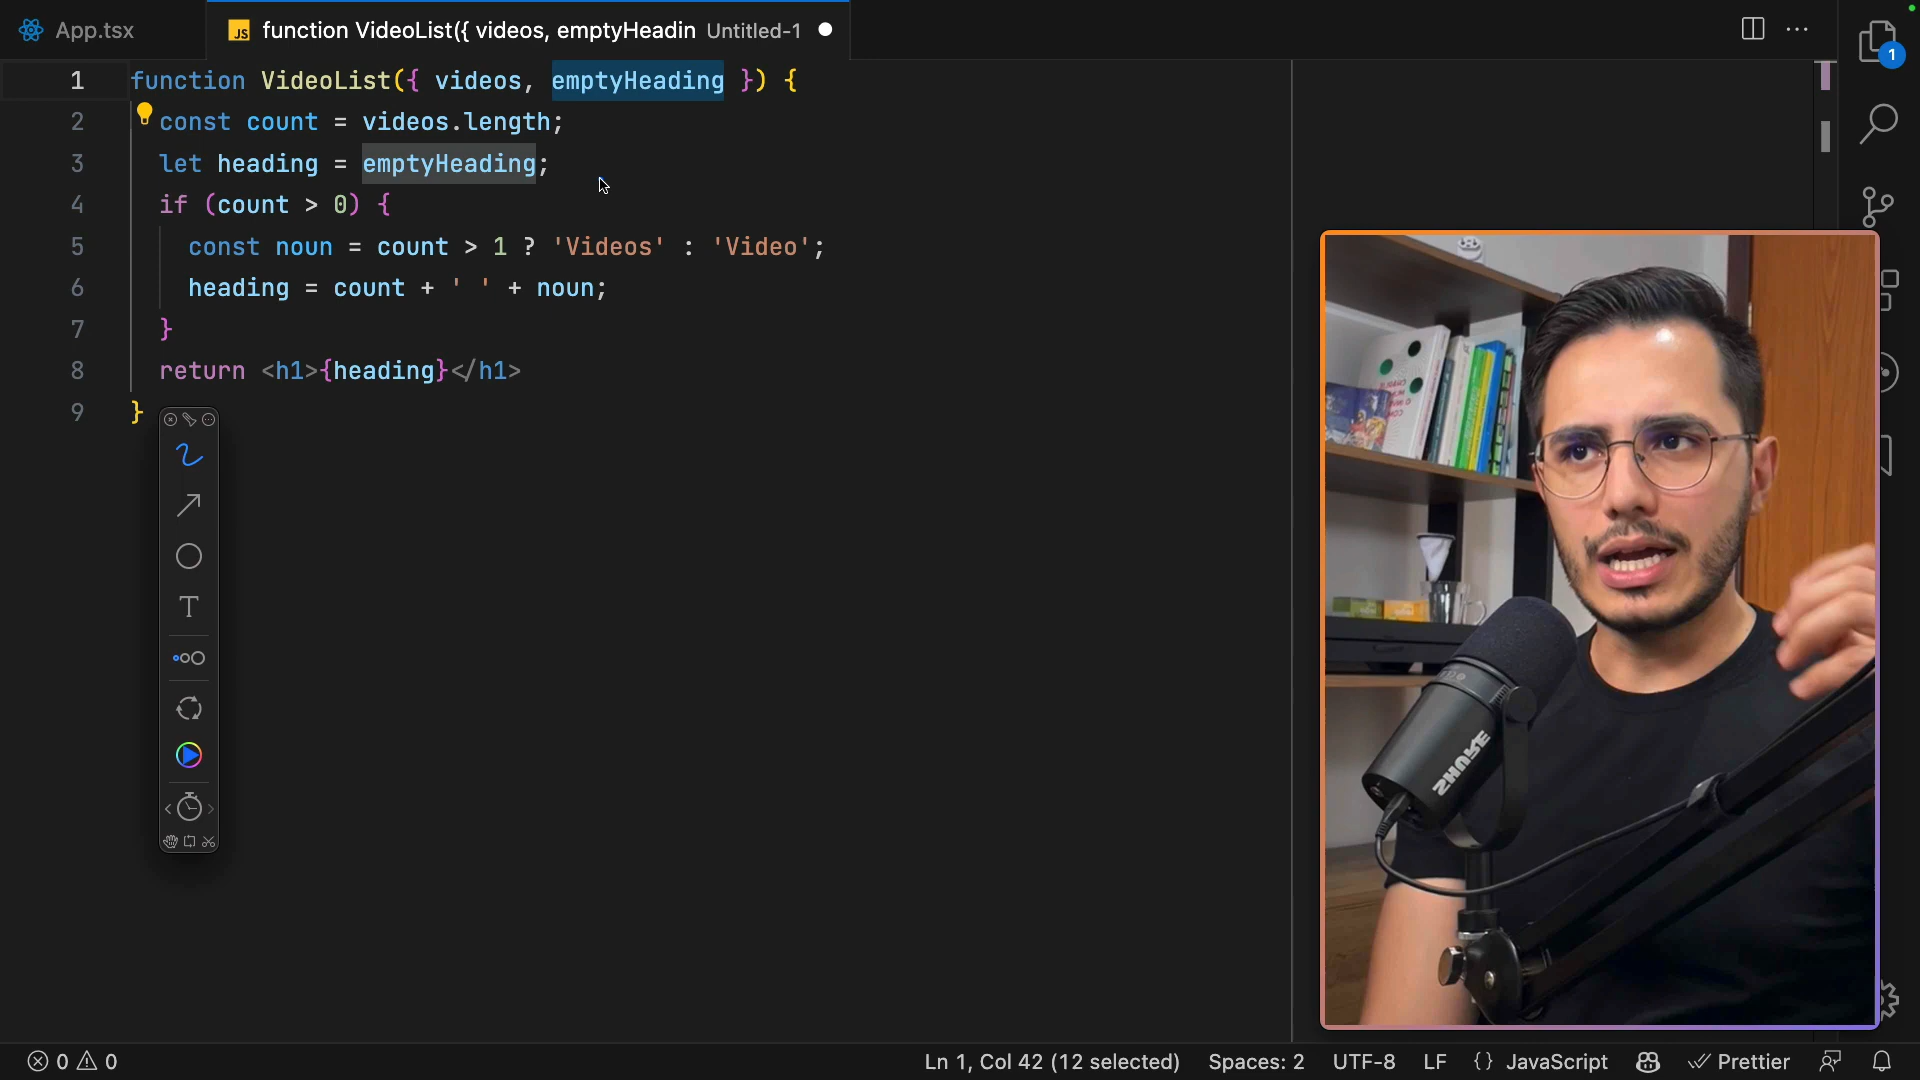 App.tsx
JS function VideoList({ videos, emptyHeadin Untitled-1
1
1 function VideoList({ videos, emptyHeading }) {
2 const count = videos.length;
3 let heading = emptyHeading;
4 if (count > 0) {
5 const noun = count > 1 ? 'Videos' : 'Video';
6 heading = count + ' ' + noun;
7 }
8 return <h1>{heading}</h1>
9 }
T
SHURE
0 0 Ln 1, Col 42 (12 selected) Spaces: 2 UTF-8 LF {} JavaScript Prettier